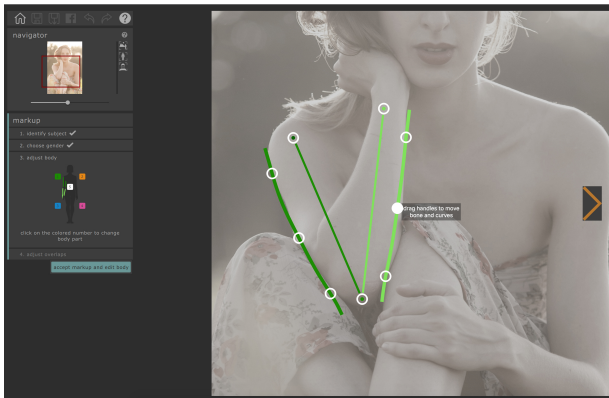 ?
navigator
markup
1. identify subject ✔
2. choose gender ✔
3. adjust body
click on the colored number to change
body part
4. adjust overlaps
accept markup and edit body
drag handles to move
bone and curves